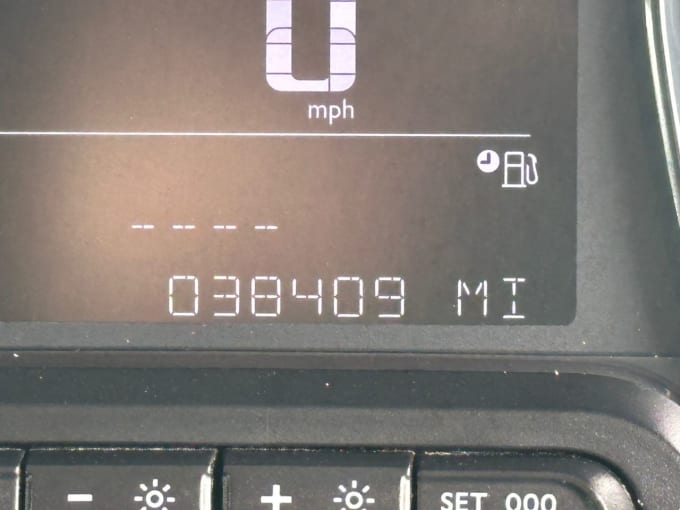 0
mph
-- -- -- --
038409 MI
- +
SET 000